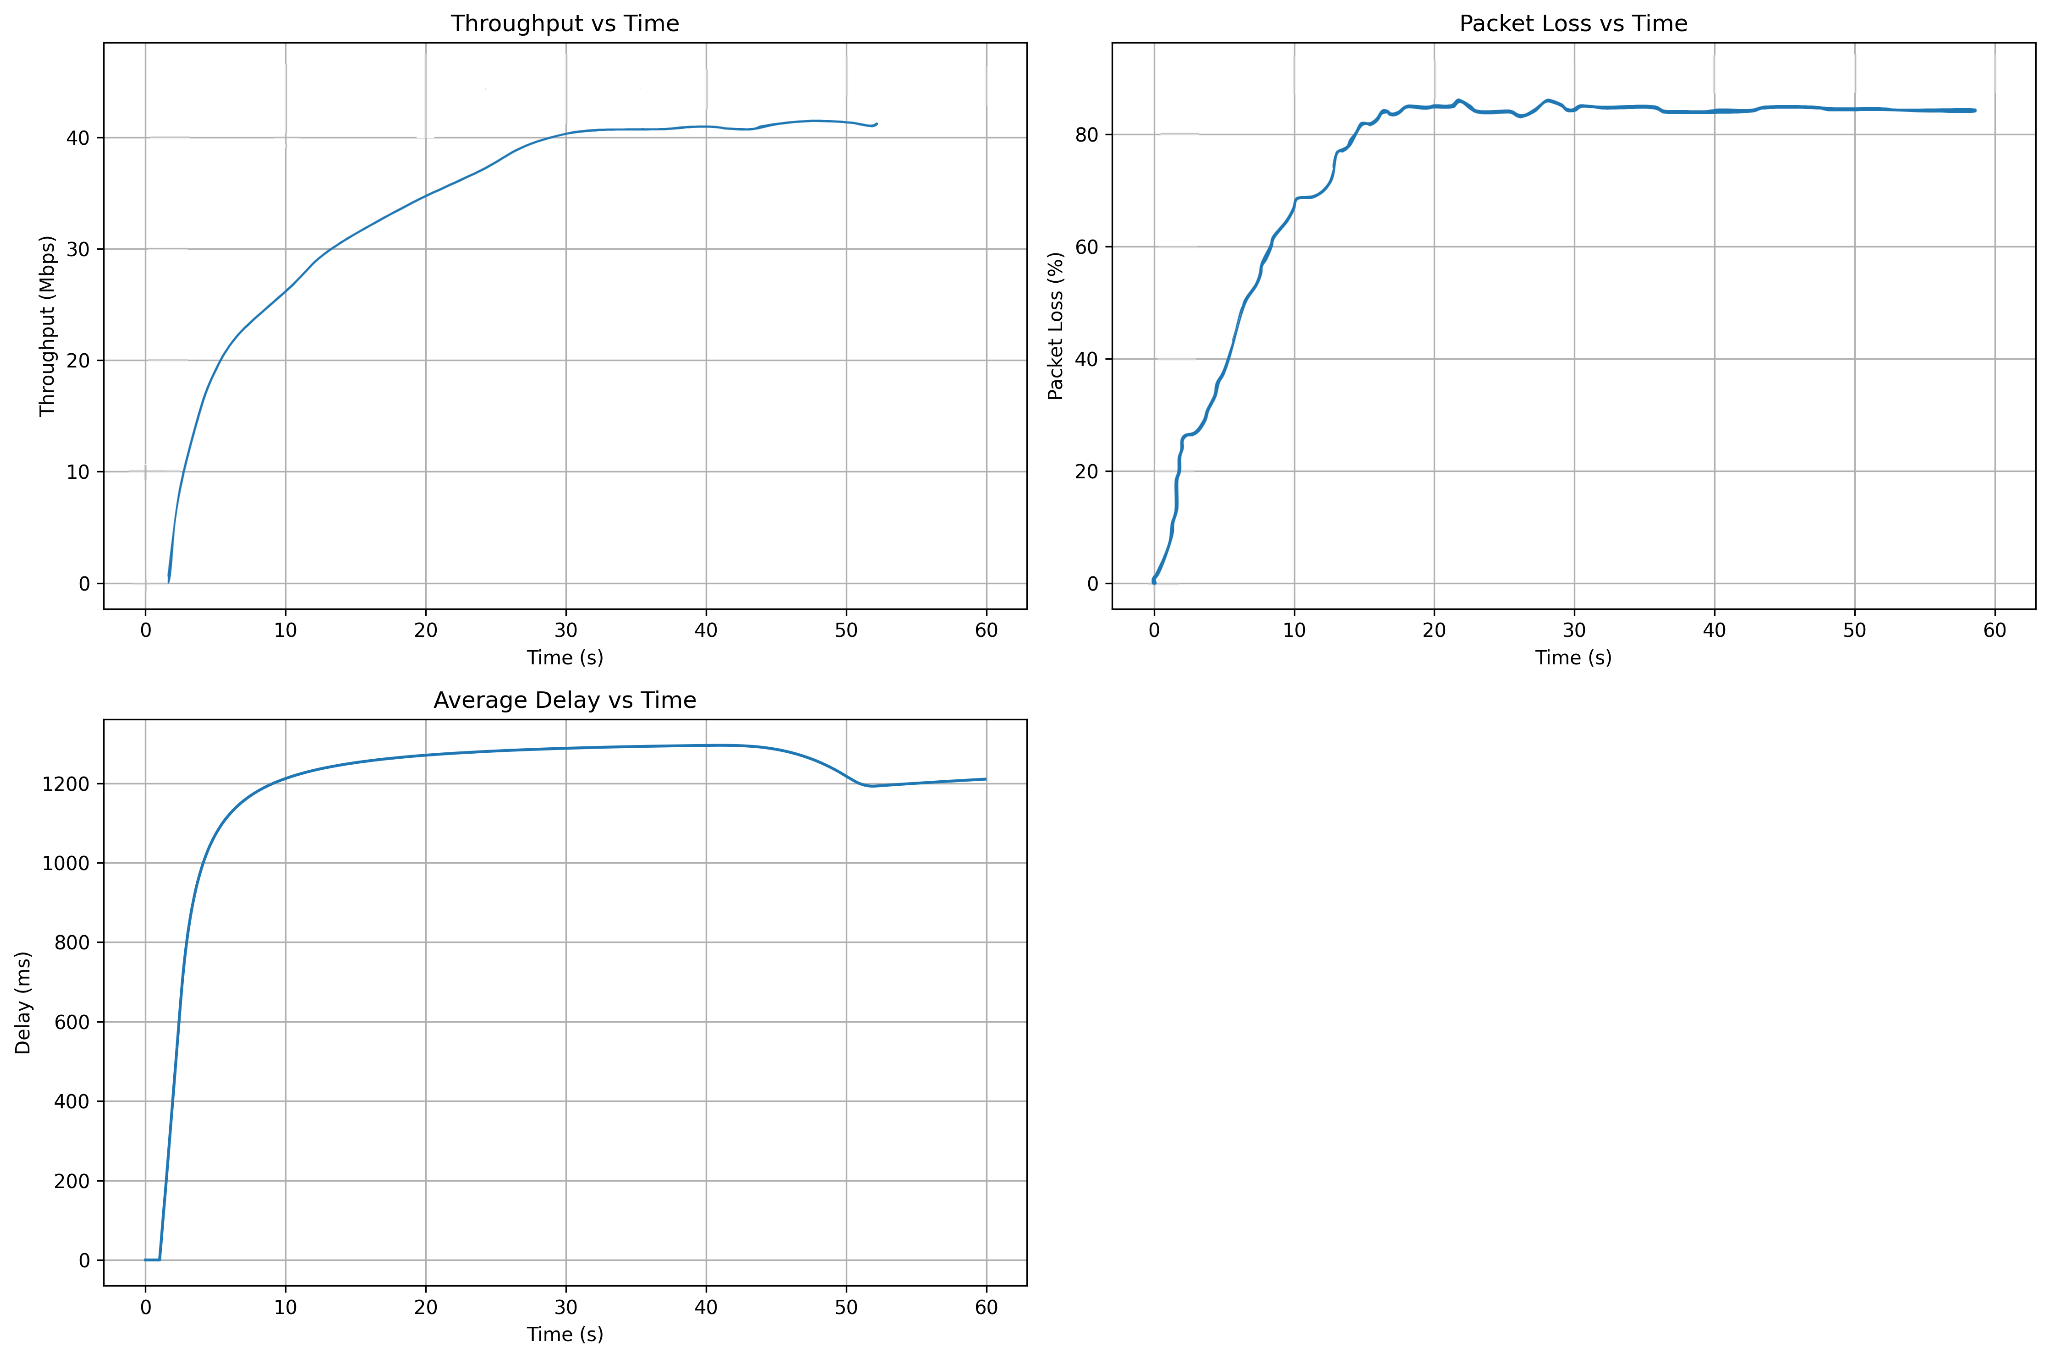 Throughput vs Time
Throughput (Mbps)
40
30
20
10
0
0 10 20 30 40 50 60
Time (s)
Packet Loss vs Time
Packet Loss (%)
80
60
40
20
0
0 10 20 30 40 50 60
Time (s)
Average Delay vs Time
Delay (ms)
1200
1000
800
600
400
200
0
0 10 20 30 40 50 60
Time (s)